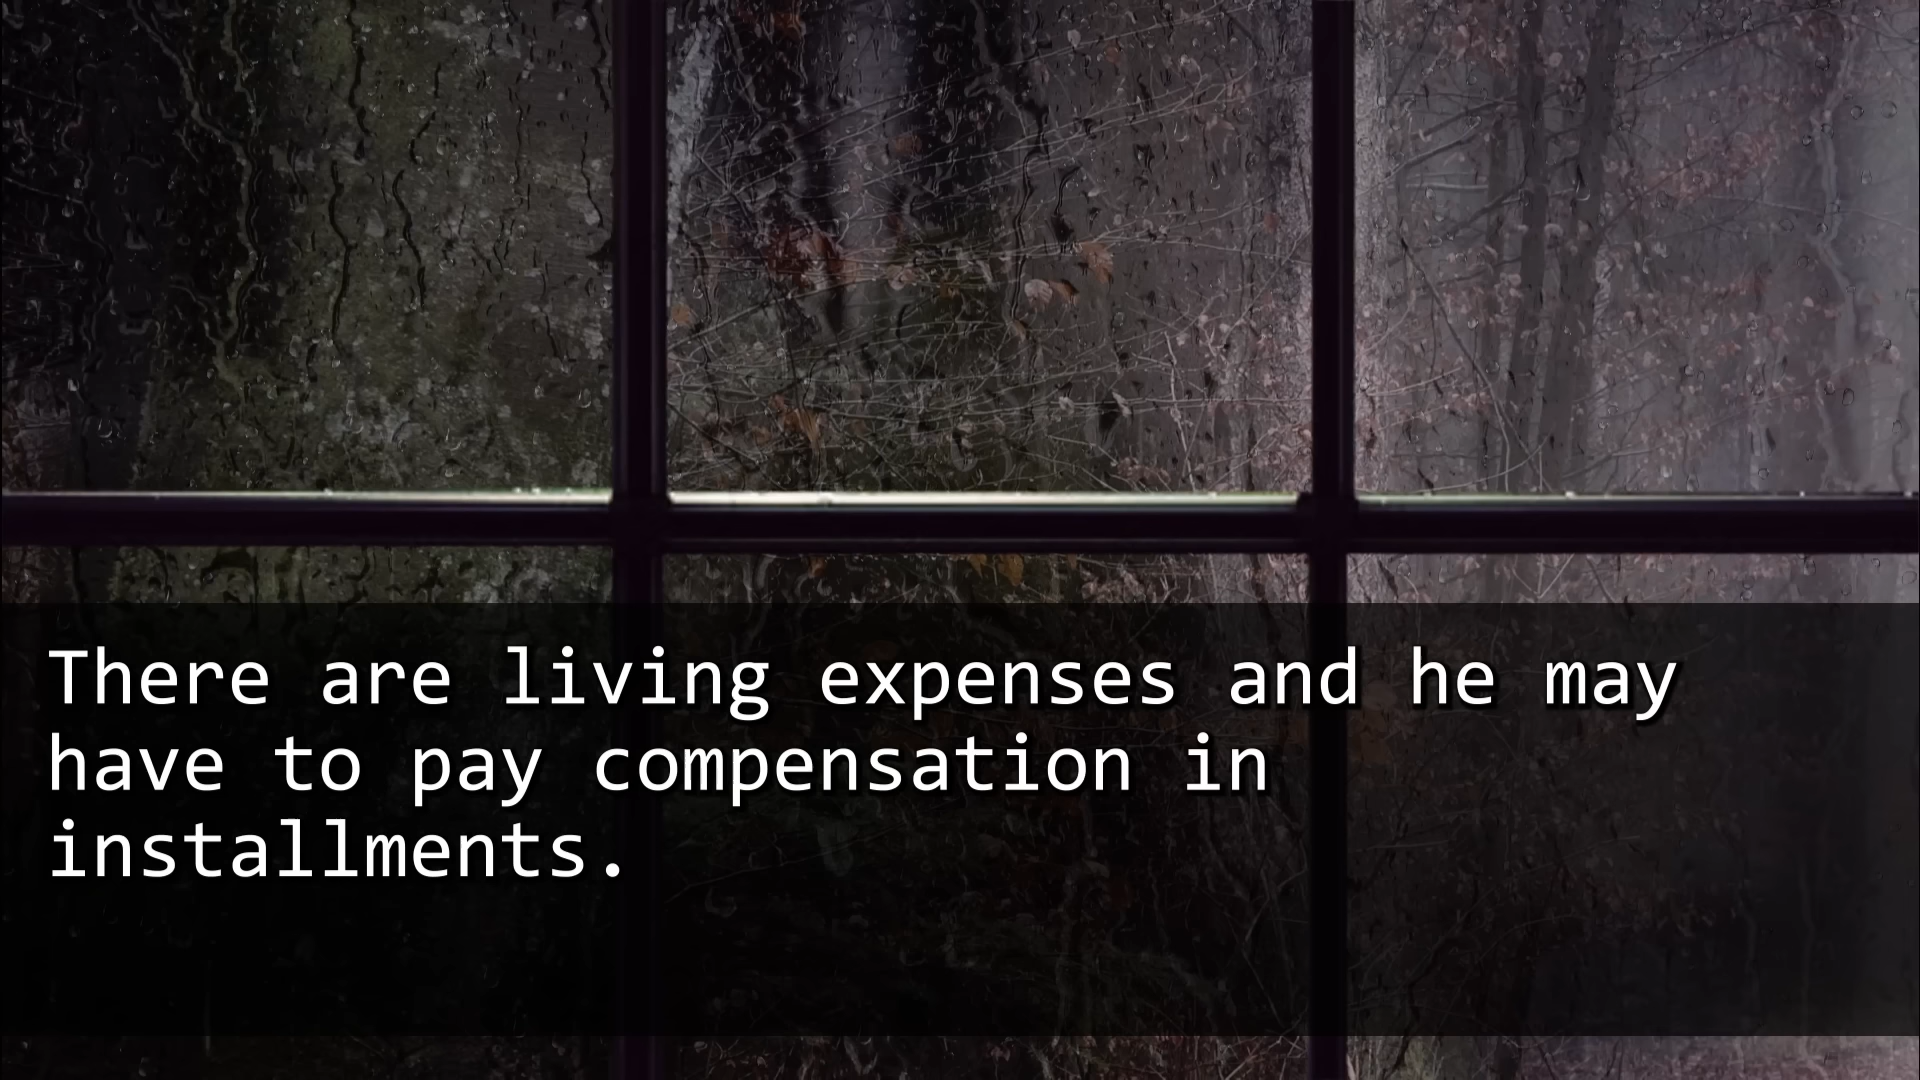 There are living expenses and he may
have to pay compensation in
installments.